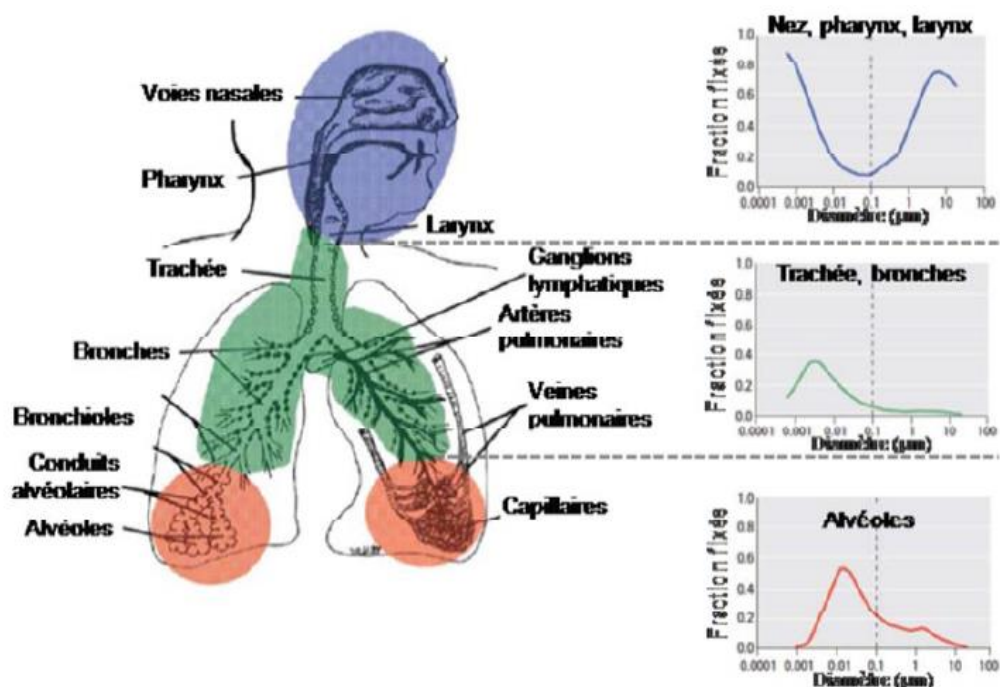 Voies nasales
Pharynx
Larynx
Trachée
Ganglions
lymphatiques
Artères
pulmonaires
Bronches
Veines
pulmonaires
Bronchioles
Conduits
alvéolaires
Alvéoles
Capillaires
Nez, pharynx, larynx
Fraction fixée
1.0
0.8
0.6
0.4
0.2
0.0
0.0001 0.001 0.01 0.1 1 10 100
Diamètre (µm)
Trachée, bronches
Fraction fixée
1.0
0.8
0.6
0.4
0.2
0.0
0.0001 0.001 0.01 0.1 1 10 100
Diamètre (µm)
Alvéoles
Fraction fixée
1.0
0.8
0.6
0.4
0.2
0.0
0.0001 0.001 0.01 0.1 1 10 100
Diamètre (µm)